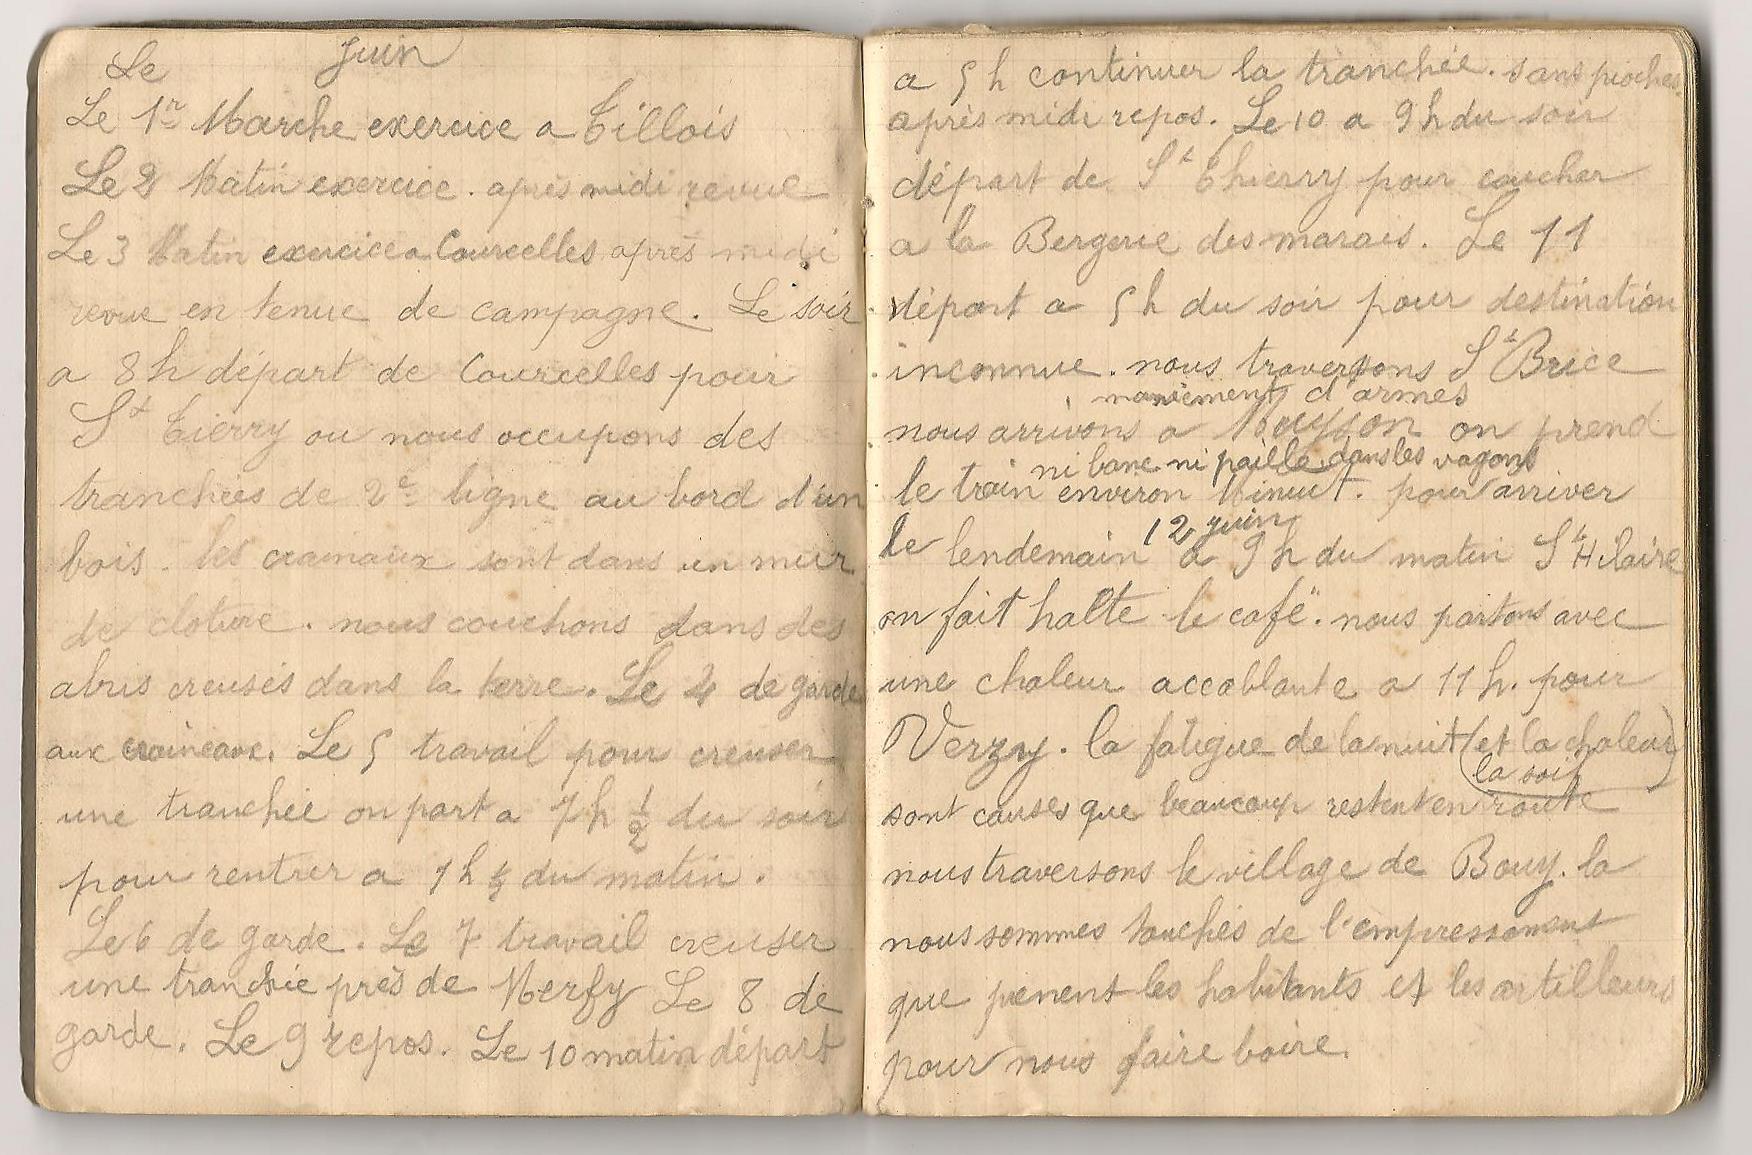 Le Juin
Le 1er Marche exercice a Tillois
Le 2 Matin exercice. après midi revue
Le 3 Matin exercice a Courcelles après midi
revue en tenue de campagne. Le soir
a 8h départ de Courcelles pour
St Tierry ou nous occupons des
tranchées de 2e ligne au bord d'un
bois. les crainaux sont dans un mur
de cloture. nous couchons dans des
abris creusés dans la terre. Le 4 de garde
aux craineaux. Le 5 travail pour creuser
une tranchée on part a 7h 1/2 du soir
pour rentrer a 1h 1/2 du matin.
Le 6 de garde. Le 7 travail creuser
une tranchée près de Merfy Le 8 de
garde. Le 9 repos. Le 10 matin départ
a 5h continuer la tranchée. sans pioches.
après midi repos. Le 10 a 9h du soir
départ de St Thierry pour coucher
a la Bergerie des marais. Le 11
départ a 5h du soir pour destination
inconnue. nous traversons St Brice
maniement d'armes
nous arrivons a on prend
ni banc ni paille dans les vagons
le train environ Minuit. pour arriver
12 juin
le lendemain a 9h du matin St Hilaire
on fait halte le café. nous partons avec
une chaleur accablante a 11h. pour
Verzy. la fatigue de la nuit (et la chaleur)
la soif
sont causes que beaucoup restent en route
nous traversons le village de Bouy. la
nous sommes touchés de l'empressement
que prenent les habitants et les artilleurs
pour nous faire boire.